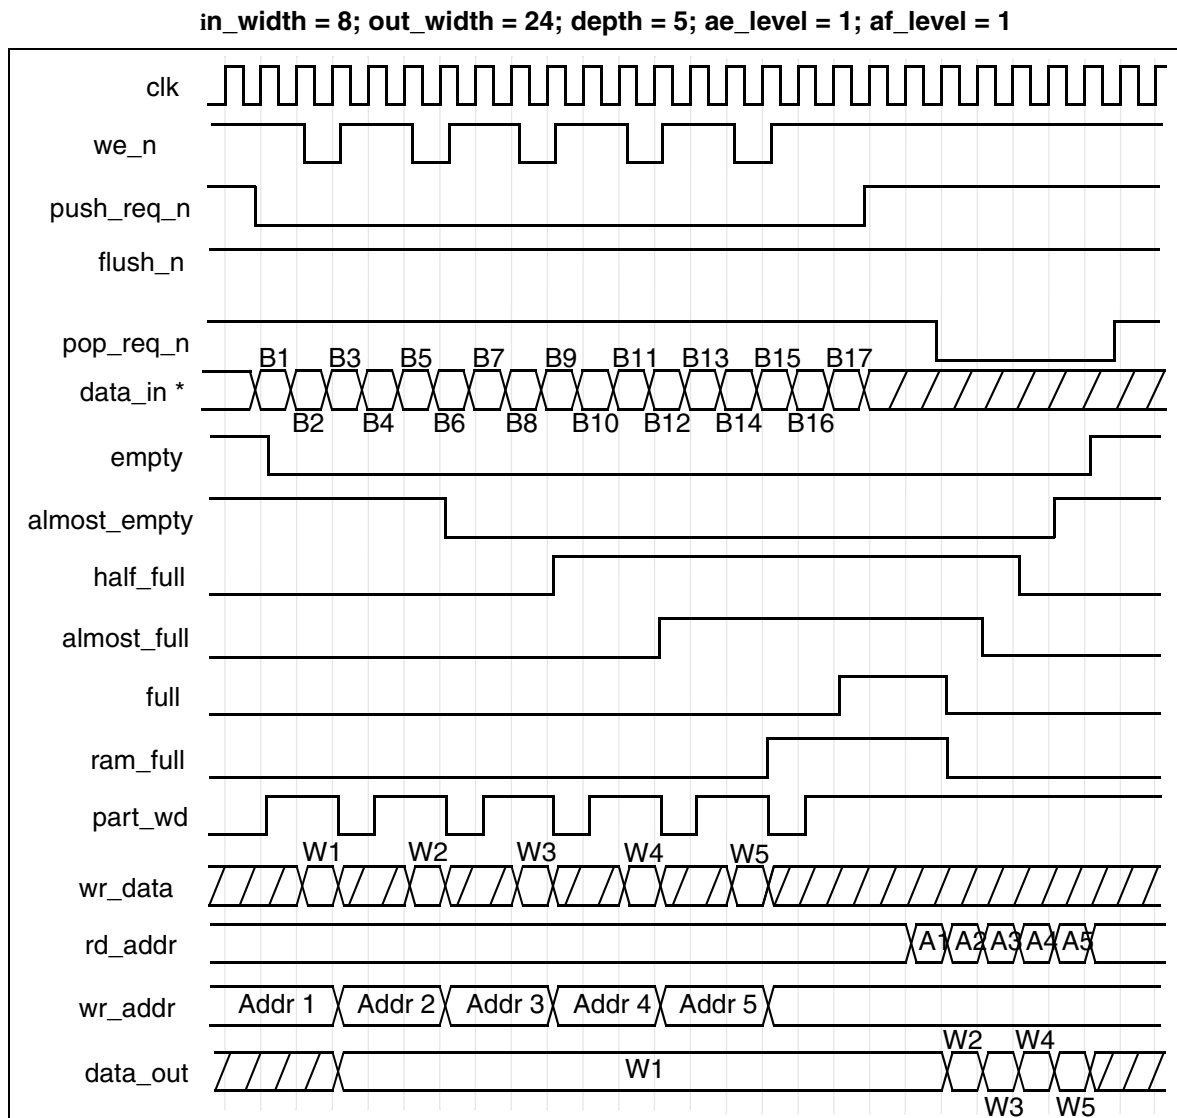 in_width = 8; out_width = 24; depth = 5; ae_level = 1; af_level = 1
clk
we_n
push_req_n
flush_n
pop_req_n
B1 B3 B5 B7 B9 B11 B13 B15 B17
data_in *
B2 B4 B6 B8 B10 B12 B14 B16
empty
almost_empty
half_full
almost_full
full
ram_full
part_wd
W1 W2 W3 W4 W5
wr_data
rd_addr A1 A2 A3 A4 A5
wr_addr Addr 1 Addr 2 Addr 3 Addr 4 Addr 5
W2 W4
data_out W1
W3 W5